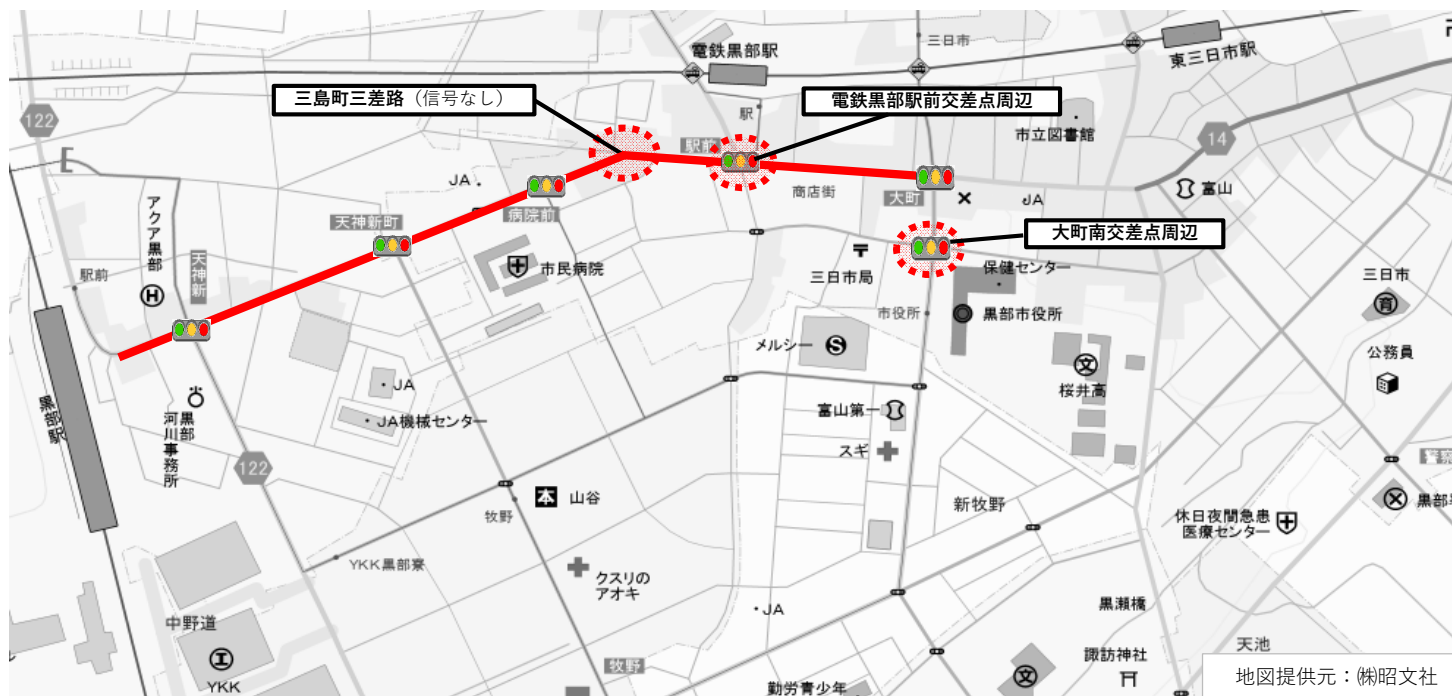 三日市
電鉄黒部駅
東三日市駅
三島町三差路（信号なし）
電鉄黒部駅前交差点周辺
122
駅
市立図書館
14
駅前
JA
商店街
大町
JA
富山
天神新町
病院前
大町南交差点周辺
アクア黒部
天神新
市民病院
三日市局
保健センター
三日市
駅前
H
市役所
黒部市役所
育
メルシー
S
公務員
文
桜井高
黒部駅
JA
JA機械センター
黒部
河川事務所
富山第一
スギ
122
本
山谷
牧野
新牧野
休日夜間急患
医療センター
YKK黒部寮
クスリの
アオキ
JA
黒瀬橋
中野道
工
YKK
牧野
文
諏訪神社
天池
勤労青少年
地図提供元：㈱昭文社